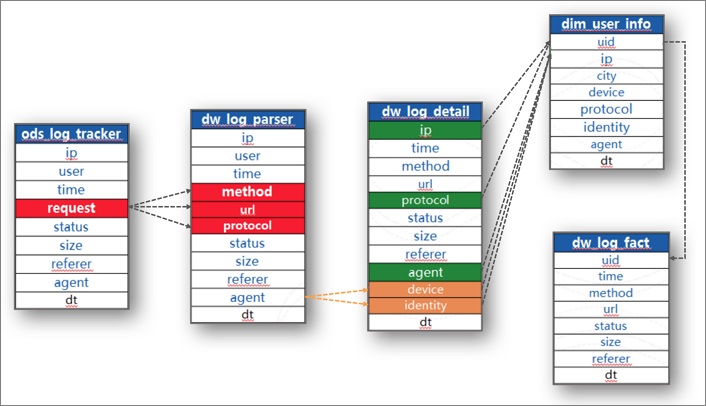 ods_log_tracker
ip
user
time
request
status
size
referer
agent
dt
dw_log_parser
ip
user
time
method
url
protocol
status
size
referer
agent
dt
dw_log_detail
ip
time
method
url
protocol
status
size
referer
agent
device
identity
dt
dim_user_info
uid
ip
city
device
protocol
identity
agent
dt
dw_log_fact
uid
time
method
url
status
size
referer
dt